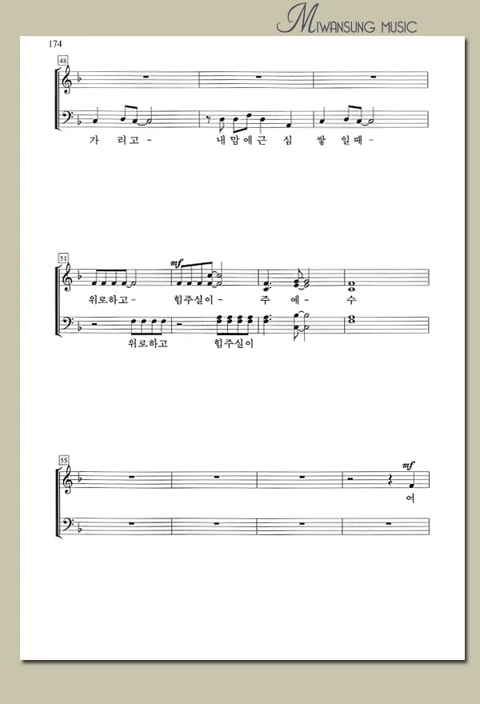 MIWANSUNG MUSIC
174
48
가 리고- 내맘에근 심 쌓 일때-
51
mf
위로하고- 힘주실이- 주 예- 수
위로하고 힘주실이
55
mf
여